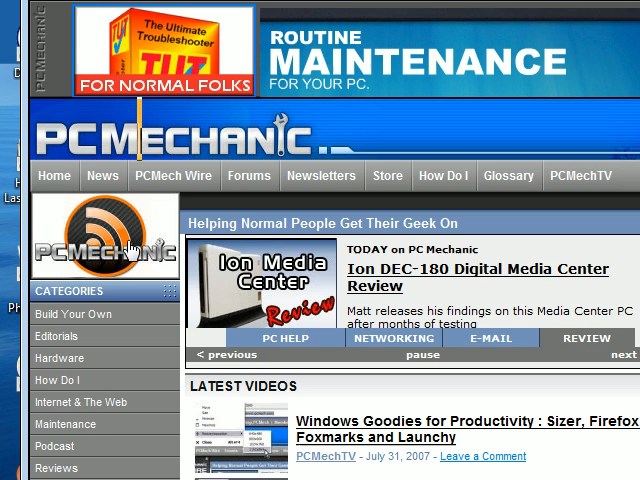 PCMECHANIC
The Ultimate
Troubleshooter
TUT
FOR NORMAL FOLKS
ROUTINE
MAINTENANCE
FOR YOUR PC.
PCMECHANIC
Home
News
PCMech Wire
Forums
Newsletters
Store
How Do I
Glossary
PCMechTV
PCMECHANIC
Helping Normal People Get Their Geek On
Ion Media
Center
Review
TODAY on PC Mechanic
Ion DEC-180 Digital Media Center
Review
Matt releases his findings on this Media Center PC
after months of testing
PC HELP
NETWORKING
E-MAIL
REVIEW
< previous
pause
next
CATEGORIES
Build Your Own
Editorials
Hardware
How Do I
Internet & The Web
Maintenance
Podcast
Reviews
LATEST VIDEOS
Windows Goodies for Productivity : Sizer, Firefox
Foxmarks and Launchy
PCMechTV - July 31, 2007 - Leave a Comment